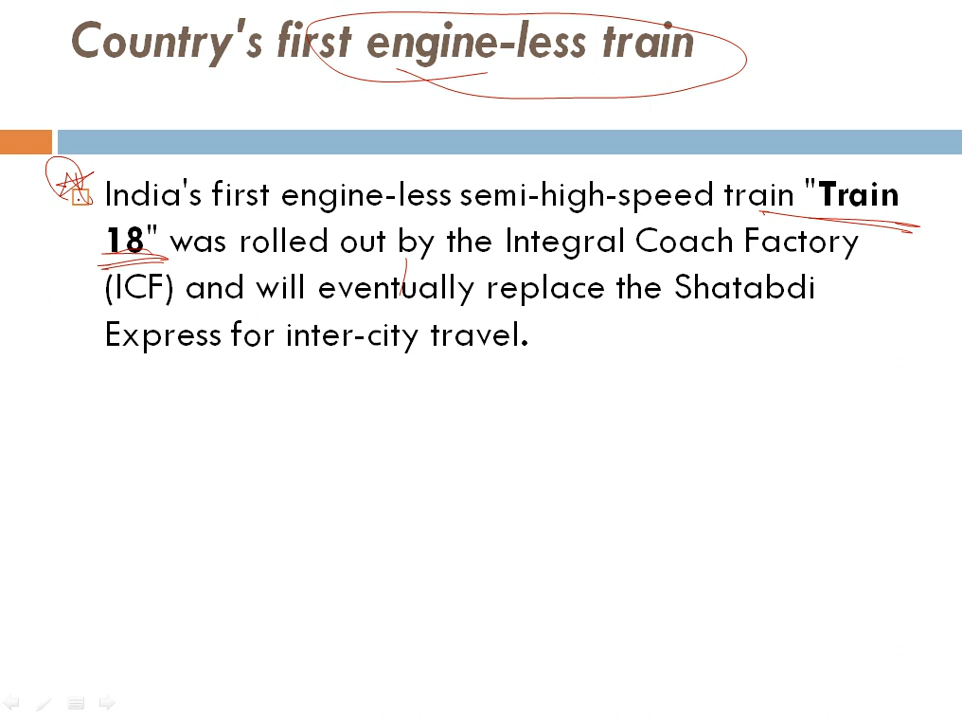 Country's first engine-less train
India's first engine-less semi-high-speed train "Train
18" was rolled out by the Integral Coach Factory
(ICF) and will eventually replace the Shatabdi
Express for inter-city travel.